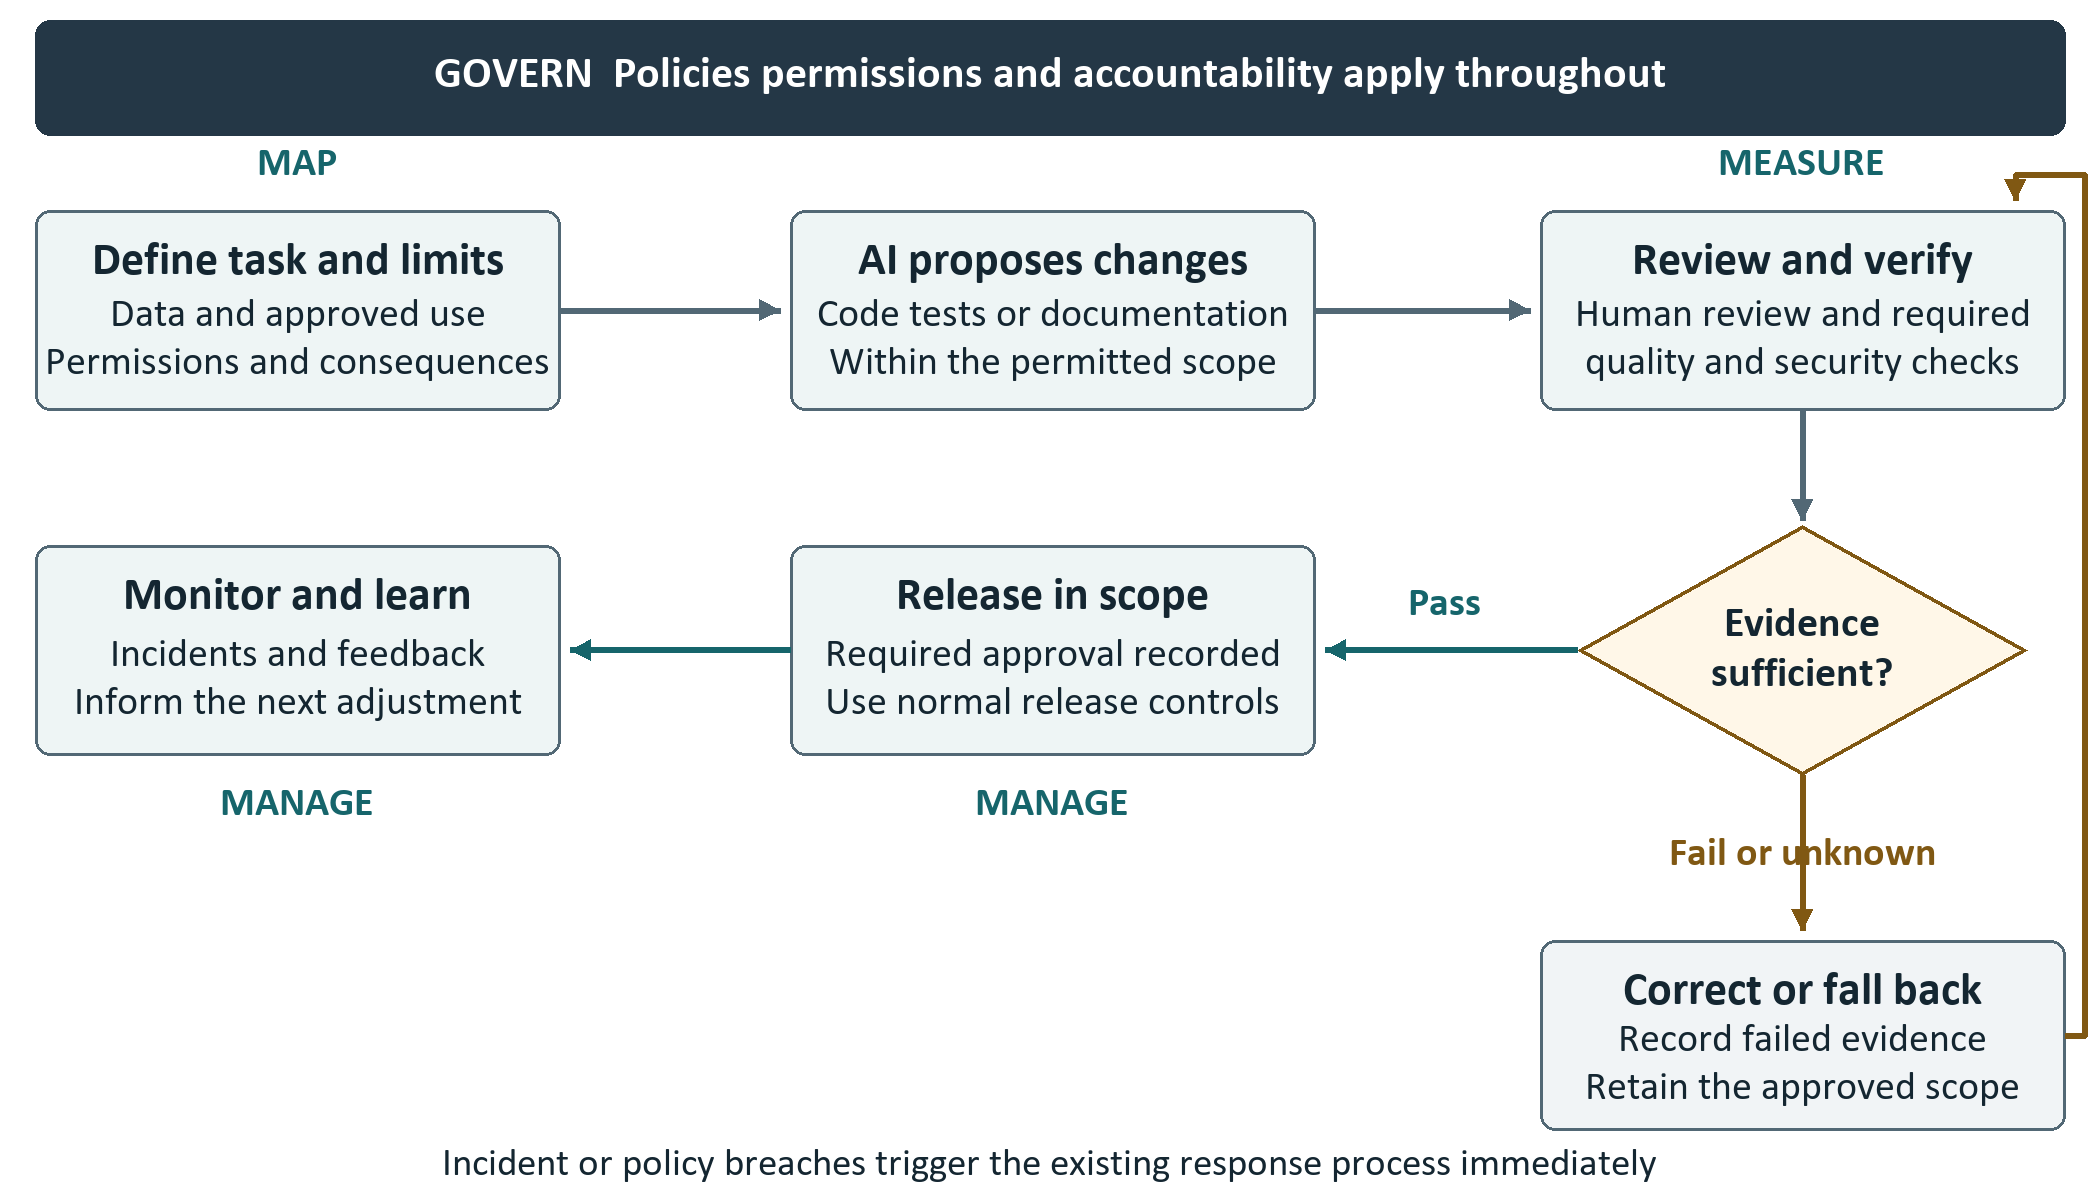 GOVERN  Policies permissions and accountability apply throughout
MAP
MEASURE
Define task and limits
Data and approved use
Permissions and consequences
AI proposes changes
Code tests or documentation
Within the permitted scope
Review and verify
Human review and required
quality and security checks
Monitor and learn
Incidents and feedback
Inform the next adjustment
MANAGE
Release in scope
Required approval recorded
Use normal release controls
MANAGE
Pass
Evidence
sufficient?
Fail or unknown
Correct or fall back
Record failed evidence
Retain the approved scope
Incident or policy breaches trigger the existing response process immediately